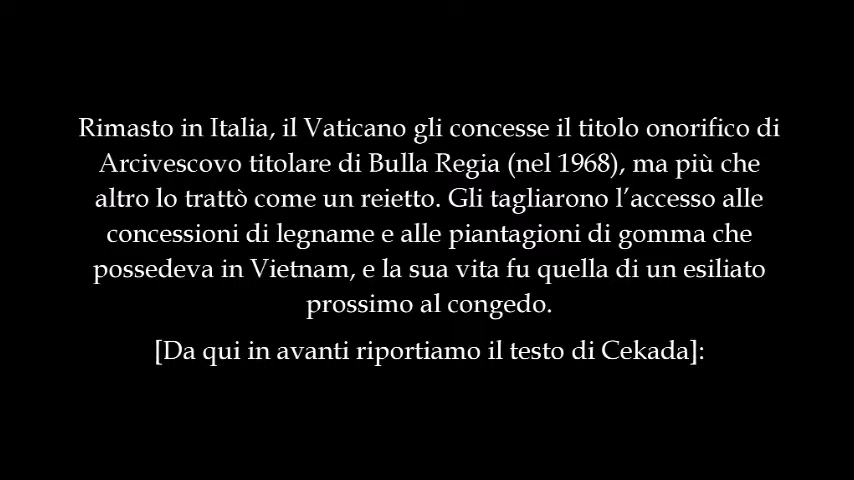 Rimasto in Italia, il Vaticano gli concesse il titolo onorifico di
Arcivescovo titolare di Bulla Regia (nel 1968), ma più che
altro lo trattò come un reietto. Gli tagliarono l’accesso alle
concessioni di legname e alle piantagioni di gomma che
possedeva in Vietnam, e la sua vita fu quella di un esiliato
prossimo al congedo.
[Da qui in avanti riportiamo il testo di Cekada]: